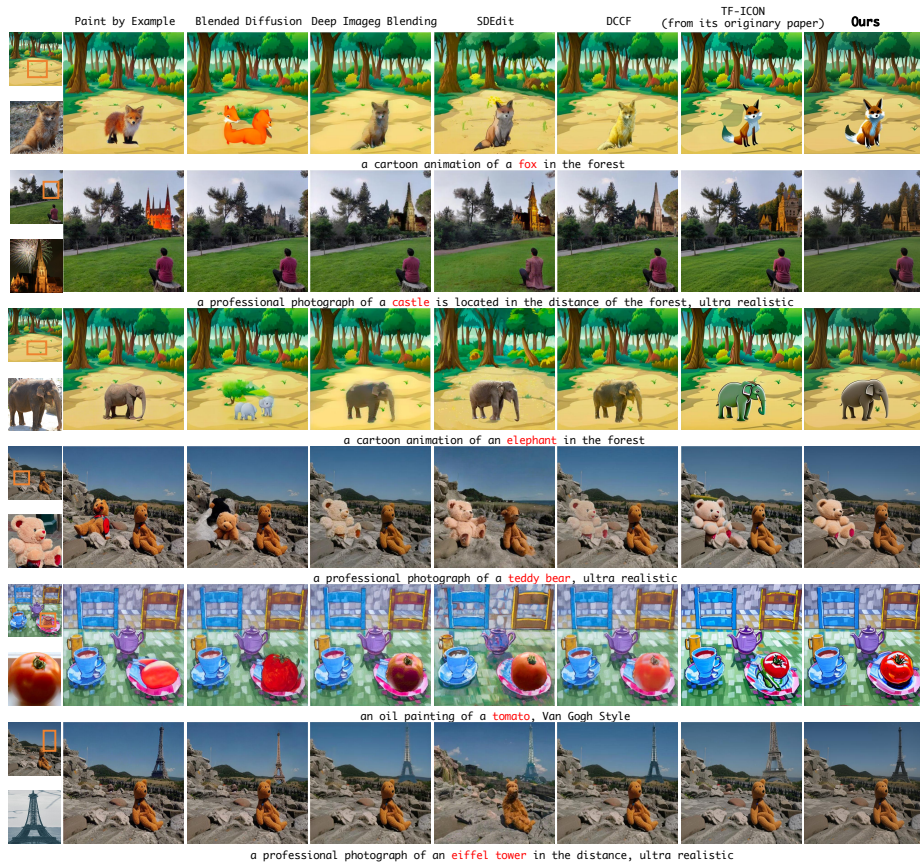 Paint by Example Blended Diffusion Deep Imageg Blending SDEdit DCCF TF-ICON (from its originary paper) Ours
a cartoon animation of a fox in the forest
a professional photograph of a castle is located in the distance of the forest, ultra realistic
a cartoon animation of an elephant in the forest
a professional photograph of a teddy bear, ultra realistic
an oil painting of a tomato, Van Gogh Style
a professional photograph of an eiffel tower in the distance, ultra realistic